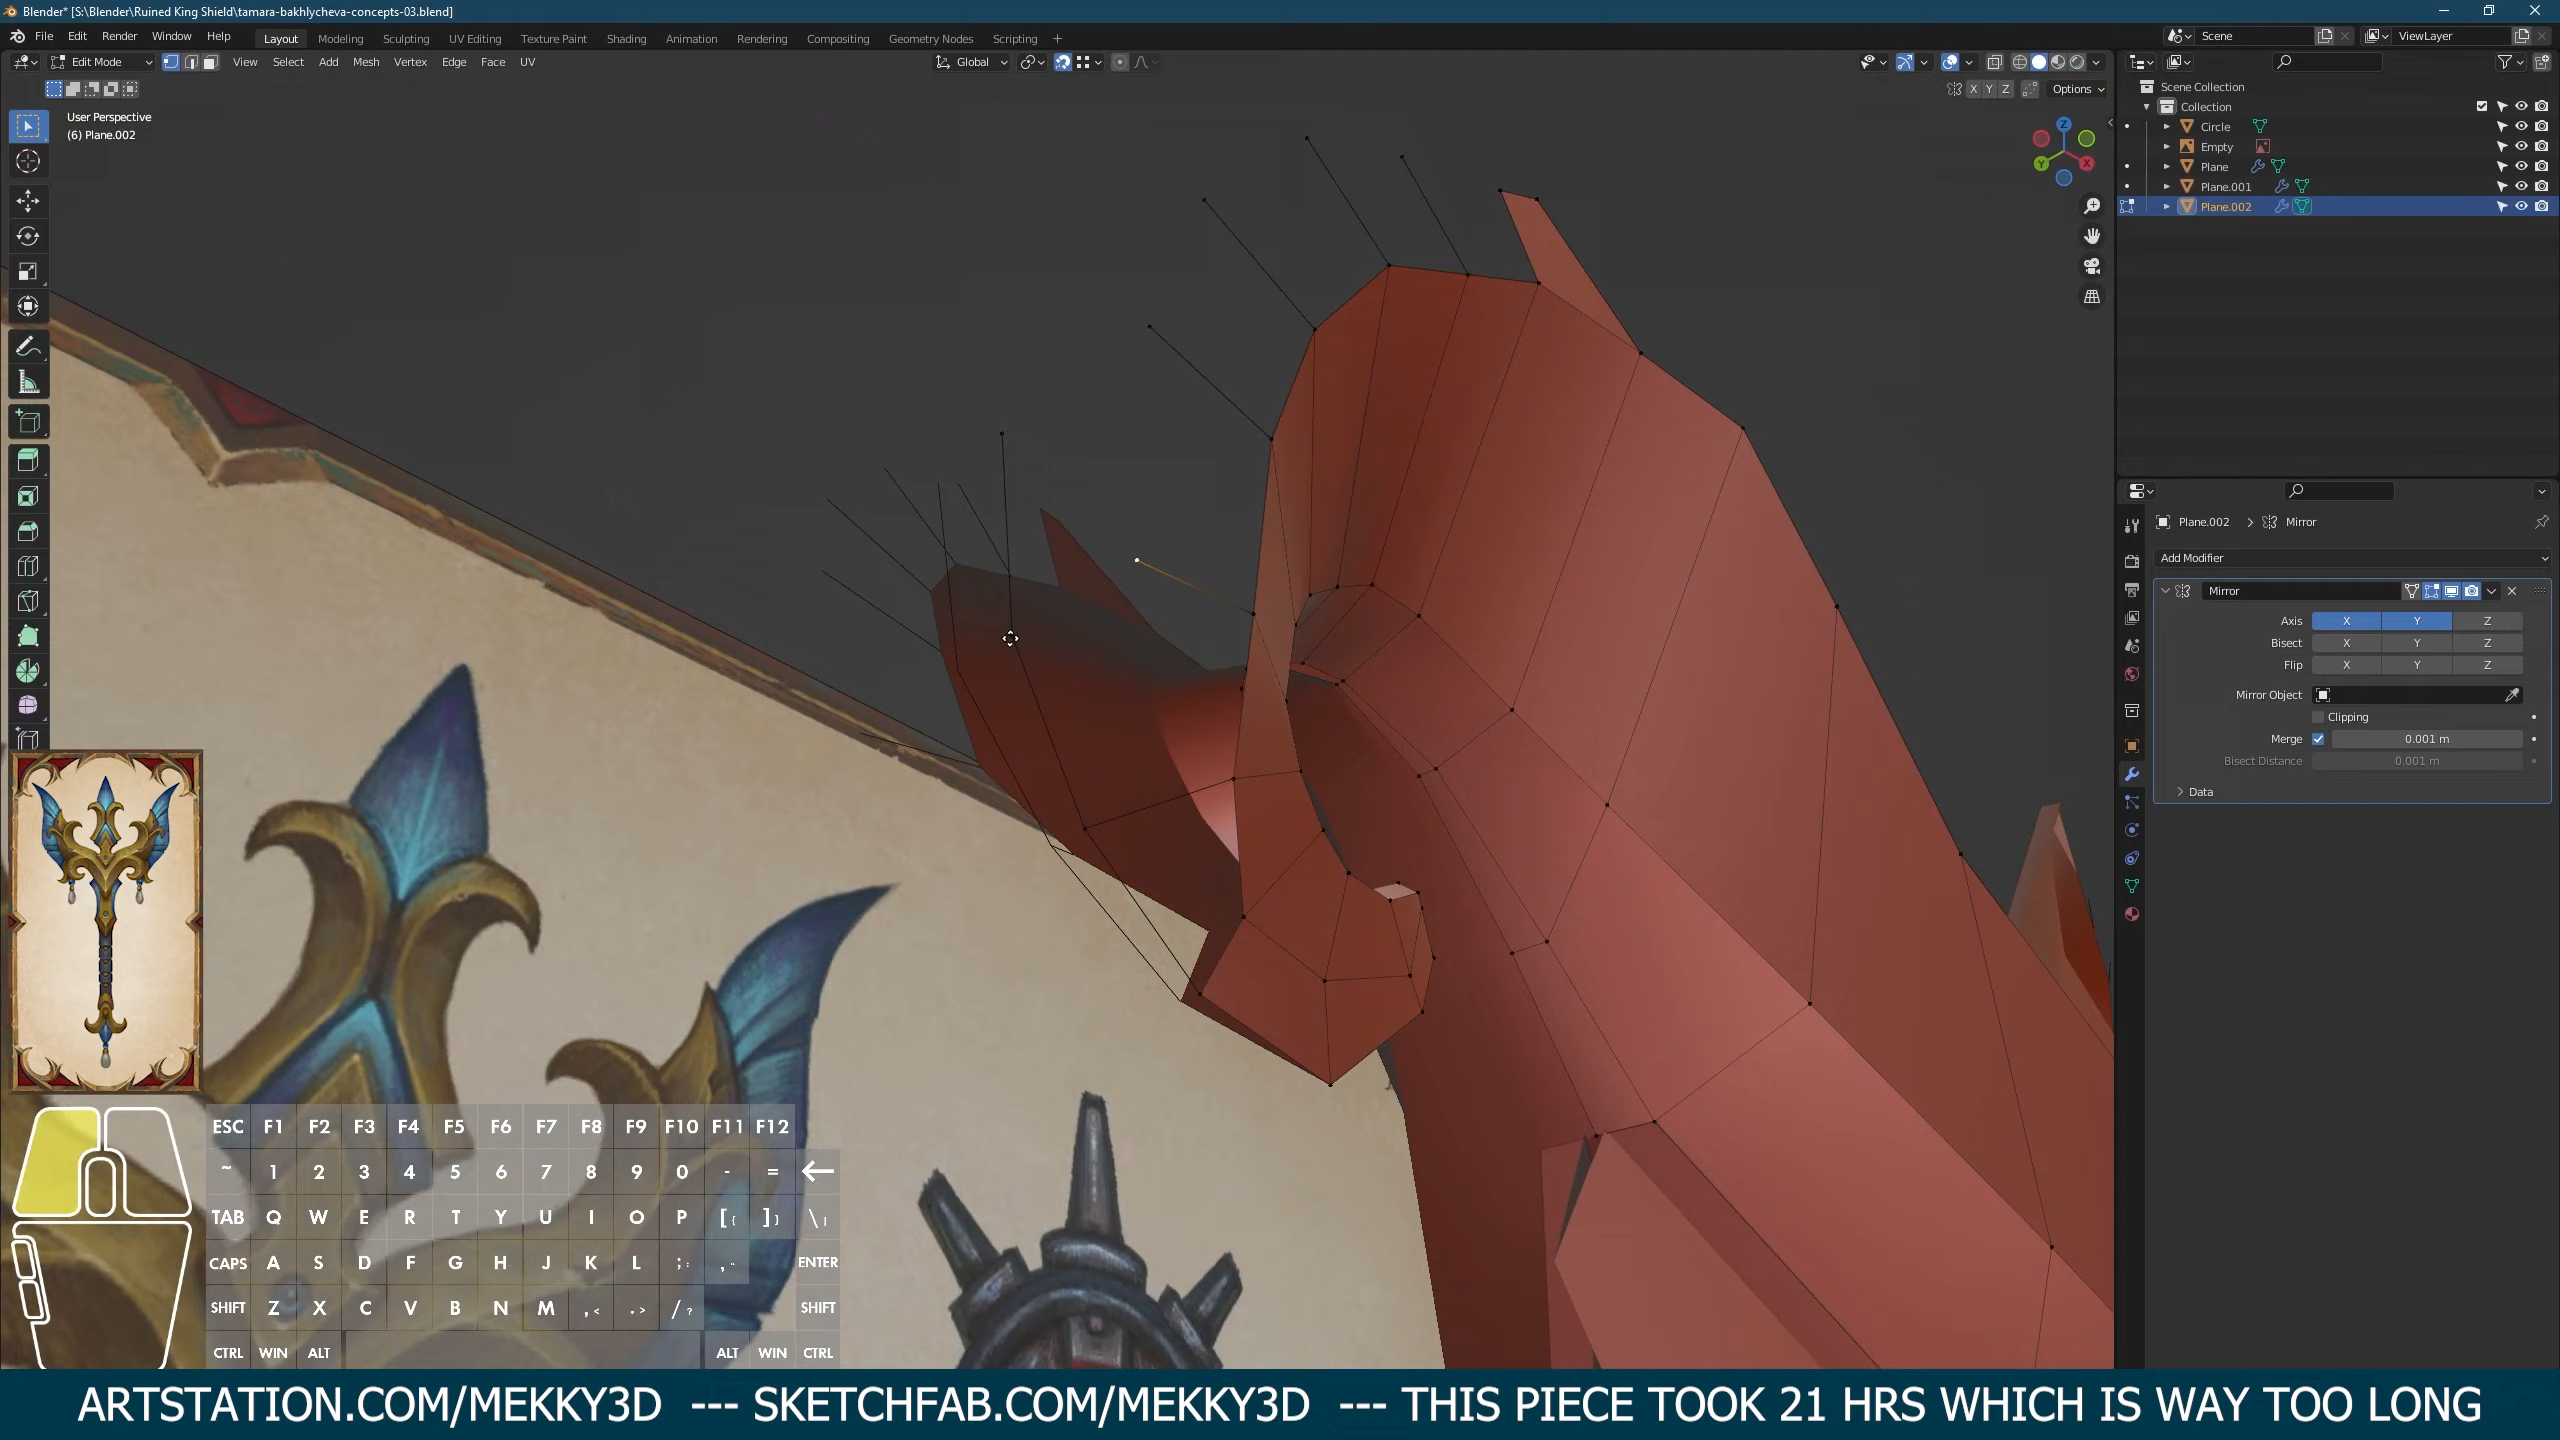 Blender* [S:\Blender\Ruined King Shield\tamara-bakhlycheva-concepts-03.blend]
File Edit Render Window Help Layout Modeling Sculpting UV Editing Texture Paint Shading Animation Rendering Compositing Geometry Nodes Scripting + Scene ViewLayer
Edit Mode View Select Add Mesh Vertex Edge Face UV Global
X Y Z Options
User Perspective
(6) Plane.002
Z
Y X
Scene Collection
Collection
Circle
Empty
Plane
Plane.001
Plane.002
Plane.002 > Mirror
Add Modifier
Mirror
Axis X Y Z
Bisect X Y Z
Flip X Y Z
Mirror Object
Clipping
Merge 0.001 m
Bisect Distance 0.001 m
Data
ESC F1 F2 F3 F4 F5 F6 F7 F8 F9 F10 F11 F12
~ 1 2 3 4 5 6 7 8 9 0 - = ←
TAB Q W E R T Y U I O P [ { ] } \ |
CAPS A S D F G H J K L ; : , " ENTER
SHIFT Z X C V B N M , < . > / ? SHIFT
CTRL WIN ALT ALT WIN CTRL
ARTSTATION.COM/MEKKY3D --- SKETCHFAB.COM/MEKKY3D --- THIS PIECE TOOK 21 HRS WHICH IS WAY TOO LONG